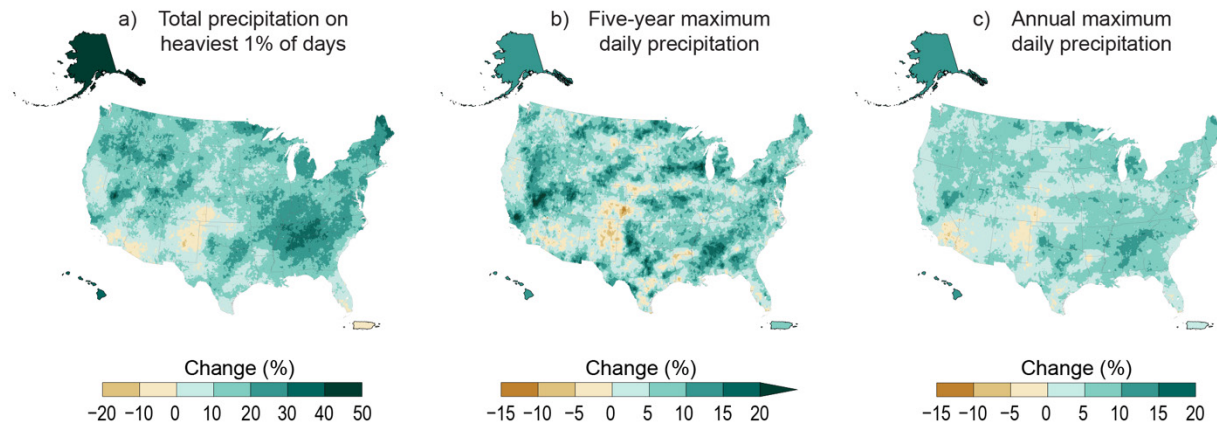 a) Total precipitation on
heaviest 1% of days
b) Five-year maximum
daily precipitation
c) Annual maximum
daily precipitation
Change (%)
−20 −10 0 10 20 30 40 50
Change (%)
−15 −10 −5 0 5 10 15 20
Change (%)
−15 −10 −5 0 5 10 15 20